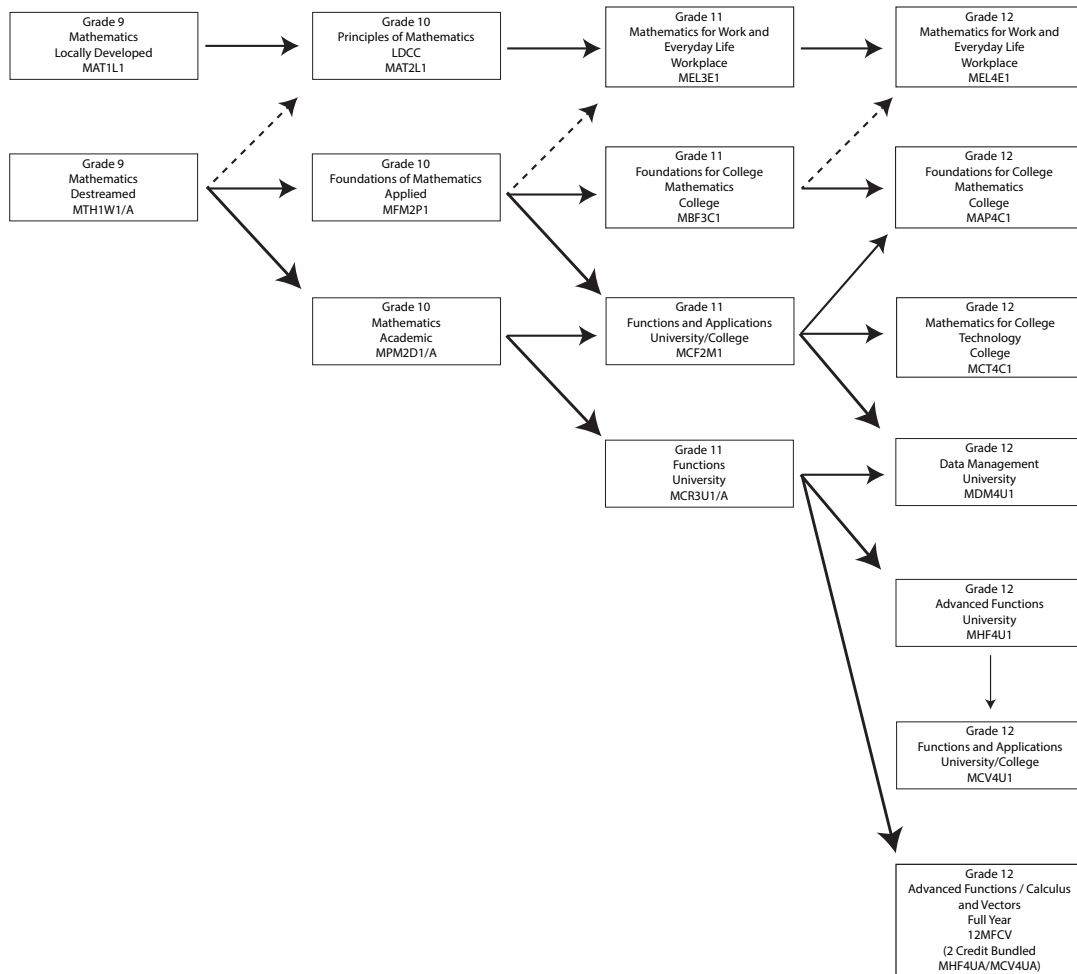 Grade 9
Mathematics
Locally Developed
MAT1L1
Grade 10
Principles of Mathematics
LDCC
MAT2L1
Grade 11
Mathematics for Work and
Everyday Life
Workplace
MEL3E1
Grade 12
Mathematics for Work and
Everyday Life
Workplace
MEL4E1
Grade 9
Mathematics
Destreamed
MTH1W1/A
Grade 10
Foundations of Mathematics
Applied
MFM2P1
Grade 11
Foundations for College
Mathematics
College
MBF3C1
Grade 12
Foundations for College
Mathematics
College
MAP4C1
Grade 10
Mathematics
Academic
MPM2D1/A
Grade 11
Functions and Applications
University/College
MCF2M1
Grade 12
Mathematics for College
Technology
College
MCT4C1
Grade 11
Functions
University
MCR3U1/A
Grade 12
Data Management
University
MDM4U1
Grade 12
Advanced Functions
University
MHF4U1
Grade 12
Functions and Applications
University/College
MCV4U1
Grade 12
Advanced Functions / Calculus
and Vectors
Full Year
12MFCV
(2 Credit Bundled
MHF4UA/MCV4UA)